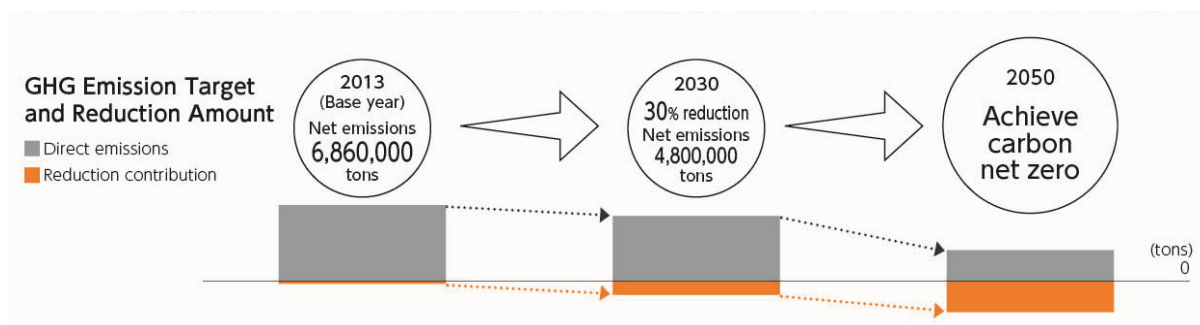 GHG Emission Target
and Reduction Amount
Direct emissions
Reduction contribution
2013
(Base year)
Net emissions
6,860,000
tons
2030
30% reduction
Net emissions
4,800,000
tons
2050
Achieve
carbon
net zero
(tons)
0